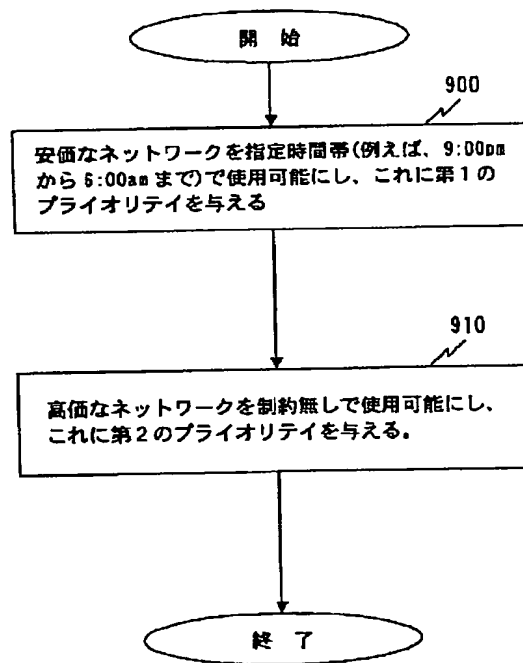 開 始
900
安価なネットワークを指定時間帯(例えば、9:00pm
から6:00amまで)で使用可能にし、これに第1の
プライオリテイを与える
910
高価なネットワークを制約無しで使用可能にし、
これに第2のプライオリテイを与える。
終 了